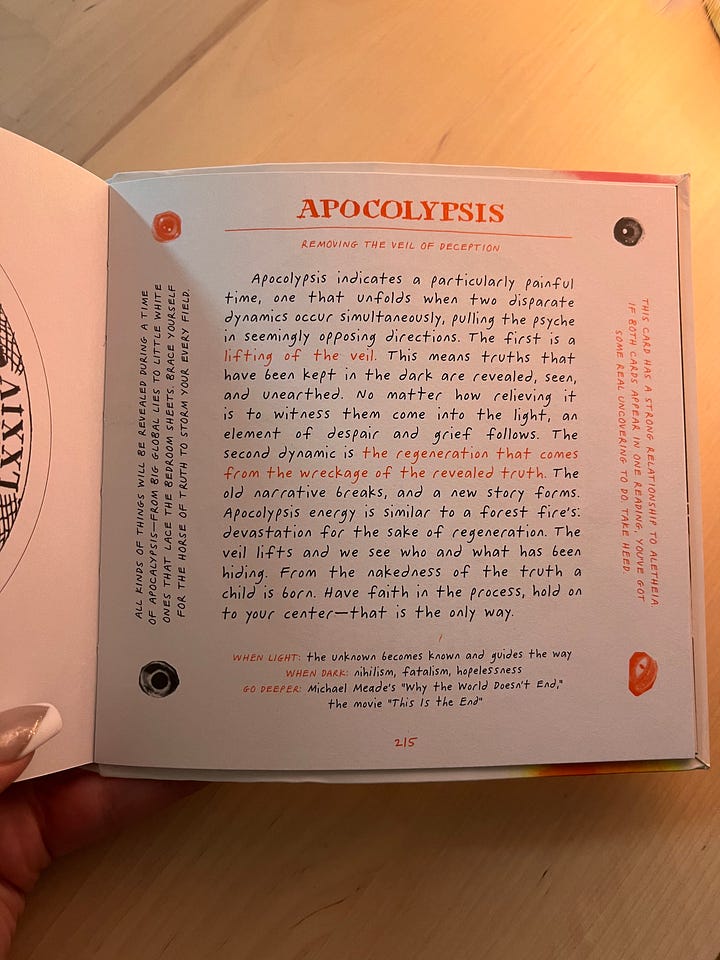 APOCOLYPSIS
REMOVING THE VEIL OF DECEPTION
Apocolypsis indicates a particularly painful
time, one that unfolds when two disparate
dynamics occur simultaneously, pulling the psyche
in seemingly opposing directions. The first is a
lifting of the veil. This means truths that
have been kept in the dark are revealed, seen,
and unearthed. No matter how relieving it
is to witness them come into the light, an
element of despair and grief follows. The
second dynamic is the regeneration that comes
from the wreckage of the revealed truth. The
old narrative breaks, and a new story forms.
Apocolypsis energy is similar to a forest fire's:
devastation for the sake of regeneration. The
veil lifts and we see who and what has been
hiding. From the nakedness of the truth a
child is born. Have faith in the process, hold on
to your center—that is the only way.
WHEN LIGHT: the unknown becomes known and guides the way
WHEN DARK: nihilism, fatalism, hopelessness
GO DEEPER: Michael Meade's "Why the World Doesn't End,"
the movie "This Is the End"
215
ALL KINDS OF THINGS WILL BE REVEALED DURING A TIME
OF APOCALYPSIS—FROM BIG GLOBAL LIES TO LITTLE WHITE
ONES THAT LACE THE BEDROOM SHEETS. BRACE YOURSELF
FOR THE HORSE OF TRUTH TO STORM YOUR EVERY FIELD.
THIS CARD HAS A STRONG RELATIONSHIP TO ALETHEIA.
IF BOTH CARDS APPEAR IN ONE READING, YOU'VE GOT
SOME REAL UNCOVERING TO DO. TAKE HEED.